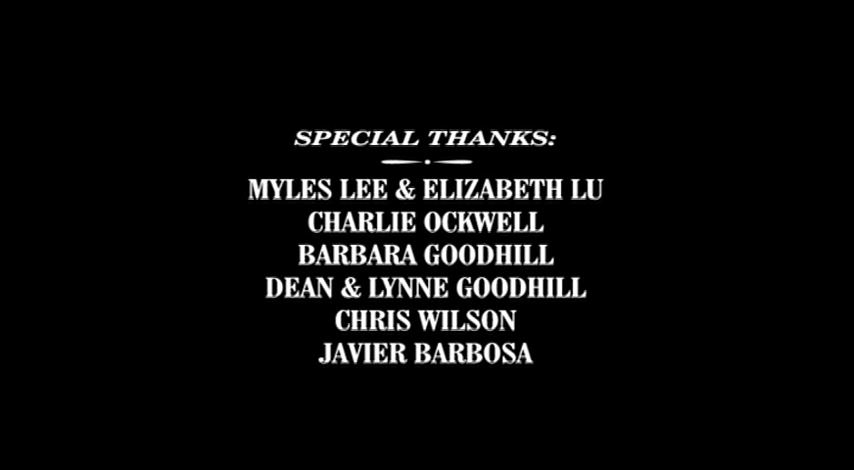 SPECIAL THANKS:
MYLES LEE & ELIZABETH LU
CHARLIE OCKWELL
BARBARA GOODHILL
DEAN & LYNNE GOODHILL
CHRIS WILSON
JAVIER BARBOSA